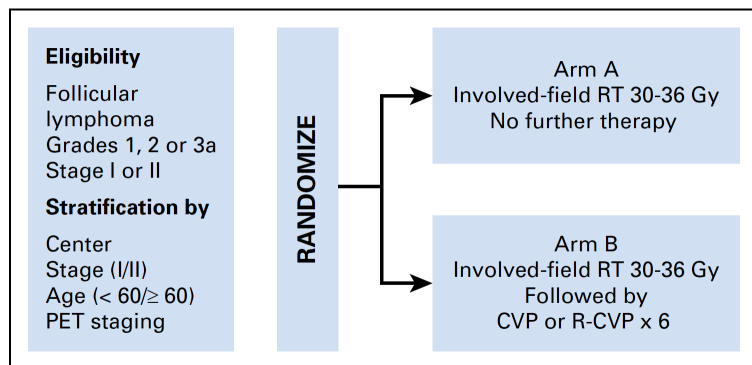 Eligibility
Follicular
lymphoma
Grades 1, 2 or 3a
Stage I or II
Stratification by
Center
Stage (I/II)
Age (< 60/≥ 60)
PET staging
RANDOMIZE
Arm A
Involved-field RT 30-36 Gy
No further therapy
Arm B
Involved-field RT 30-36 Gy
Followed by
CVP or R-CVP x 6